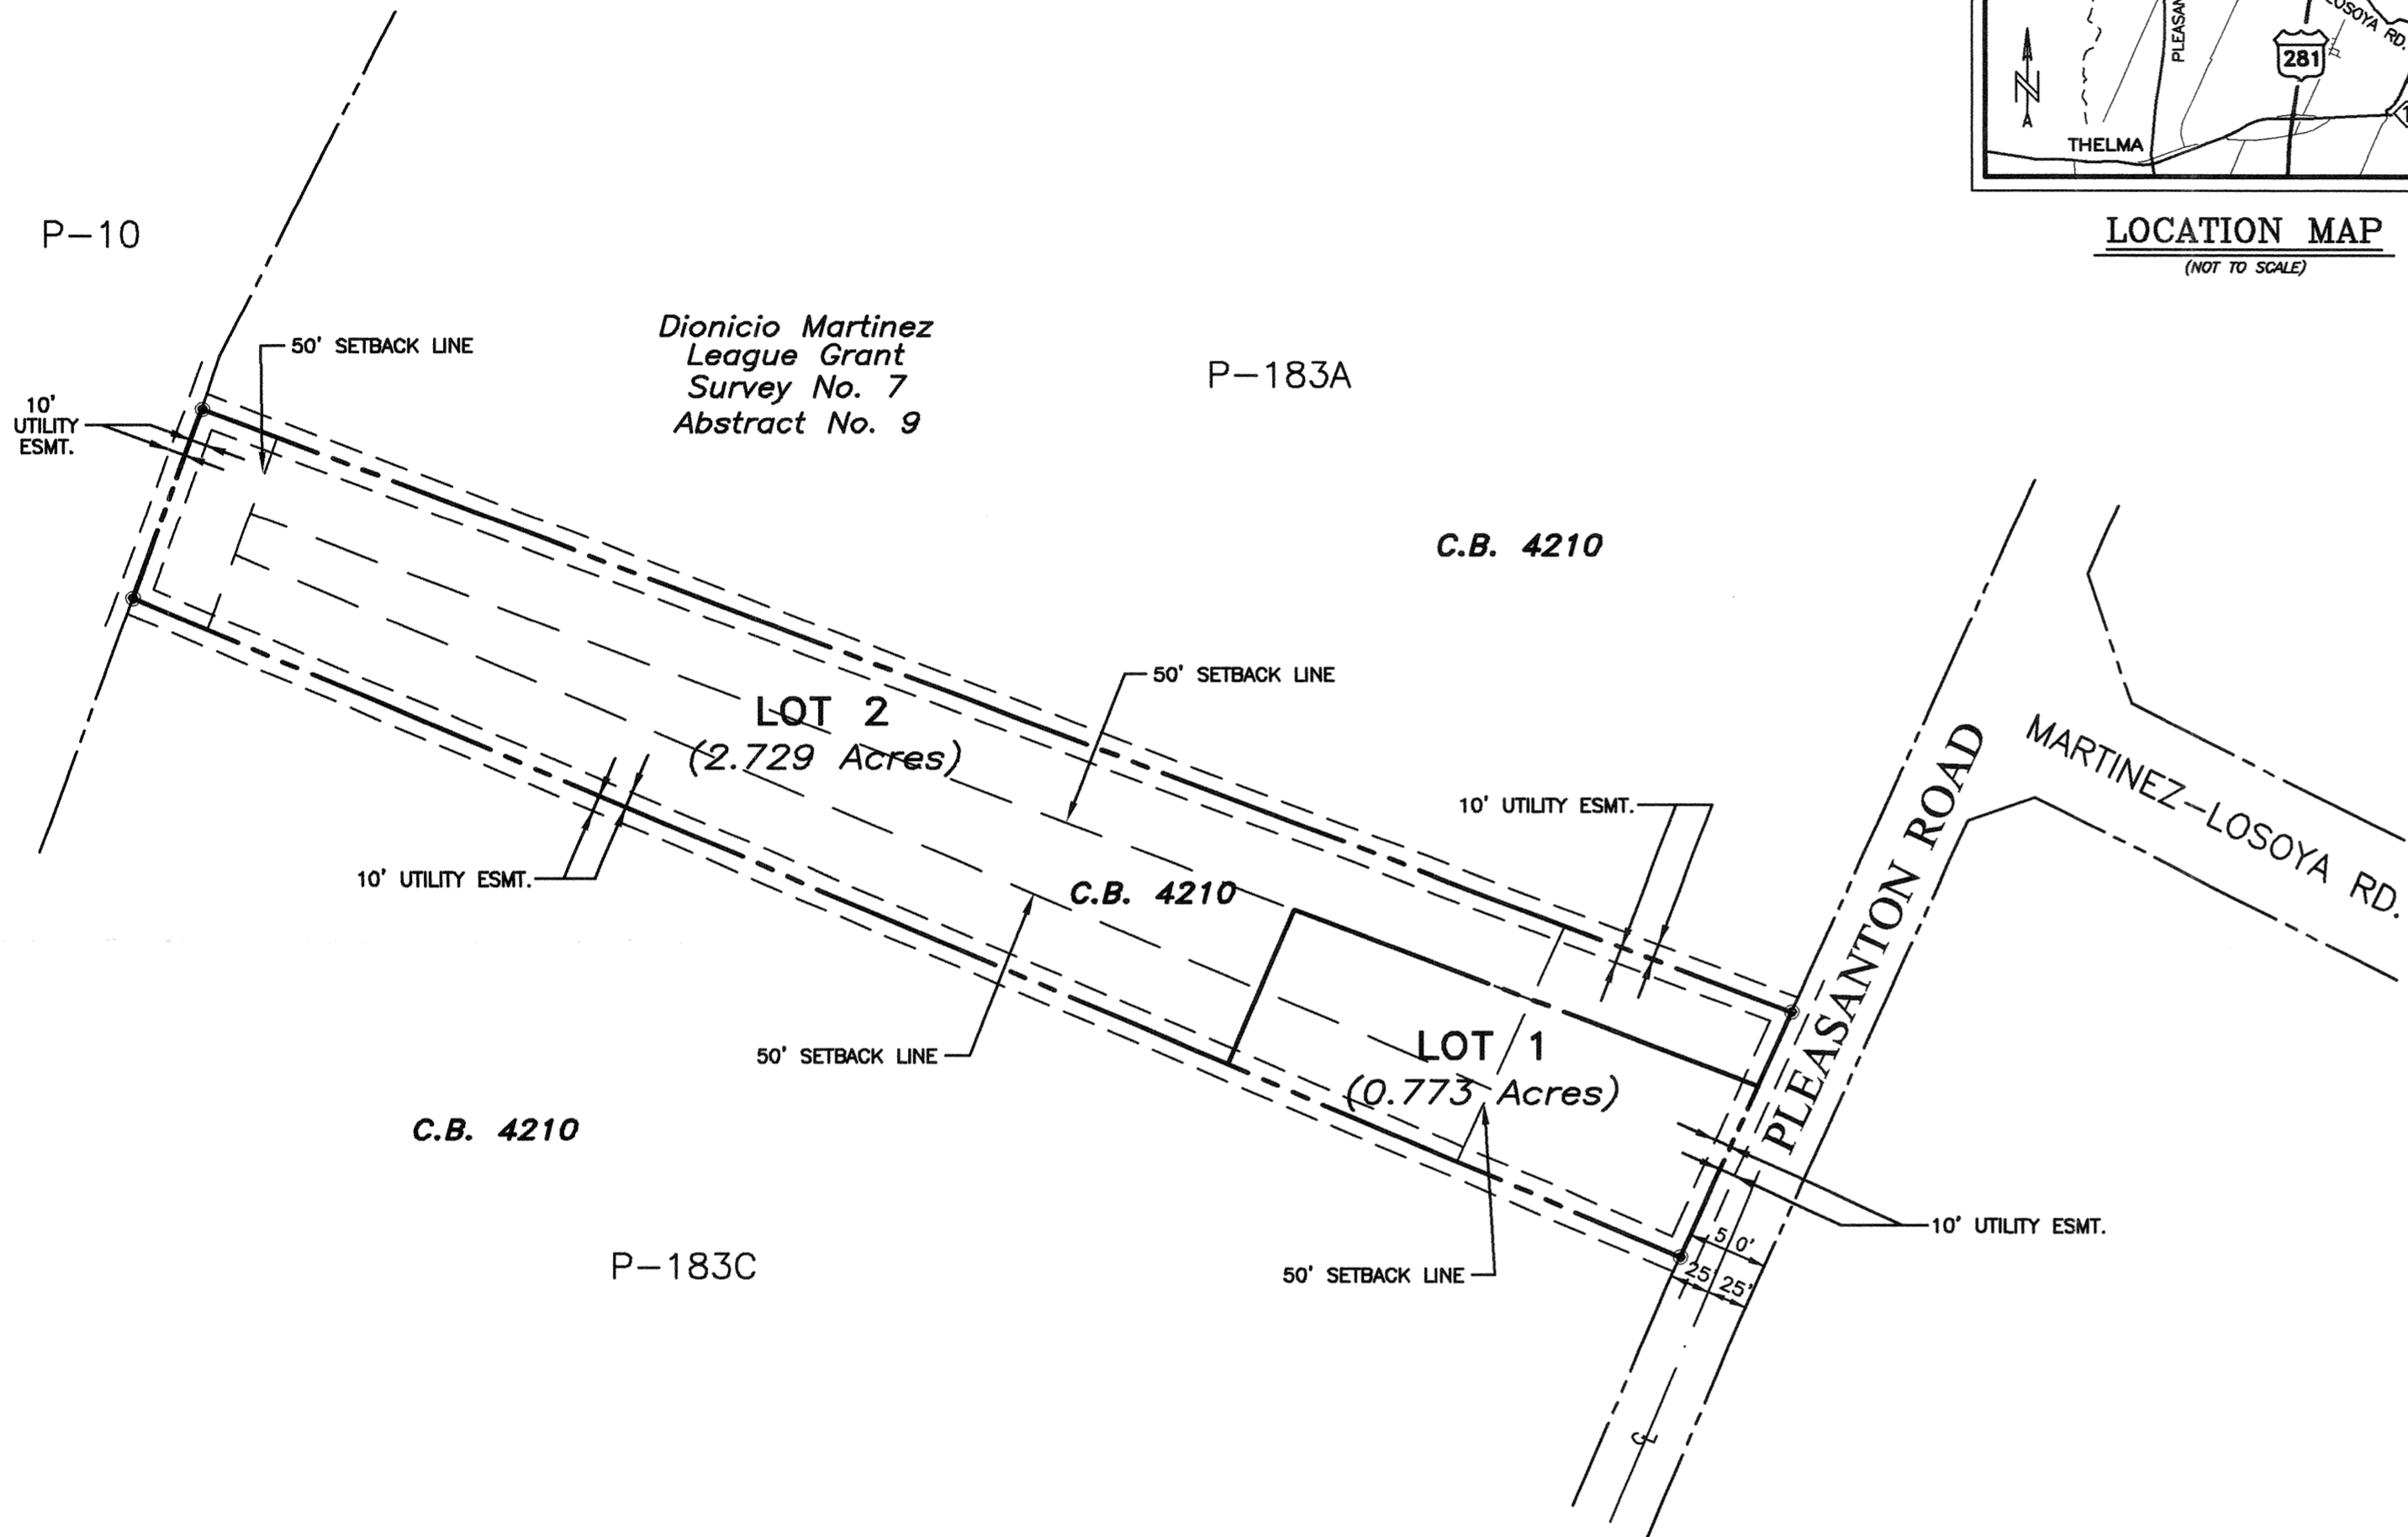 LOSOYA RD.
281
THELMA
LOCATION MAP
(NOT TO SCALE)
P-10
50' SETBACK LINE
Dionicio Martinez
League Grant
Survey No. 7
Abstract No. 9
P-183A
10'
UTILITY
ESMT.
C.B. 4210
50' SETBACK LINE
LOT 2
(2.729 Acres)
MARTINEZ-LOSOYA RD.
PLEASANTON ROAD
10' UTILITY ESMT.
10' UTILITY ESMT.
C.B. 4210
50' SETBACK LINE
LOT 1
(0.773 Acres)
C.B. 4210
10' UTILITY ESMT.
50'
P-183C
50' SETBACK LINE
25' 25'
CL